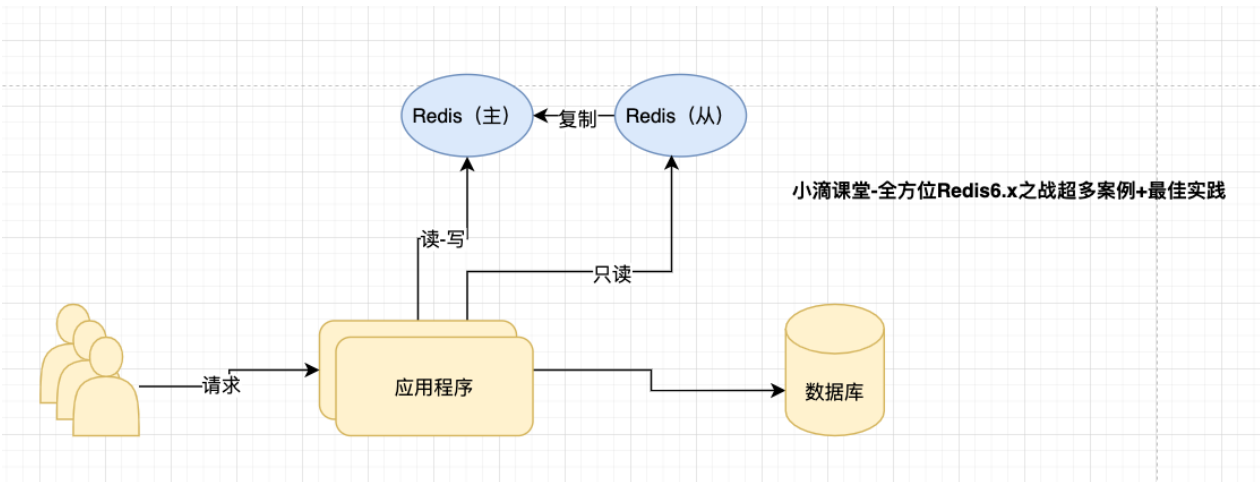 Redis（主）
复制
Redis（从）
小滴课堂-全方位Redis6.x之战超多案例+最佳实践
读-写
只读
请求
应用程序
数据库